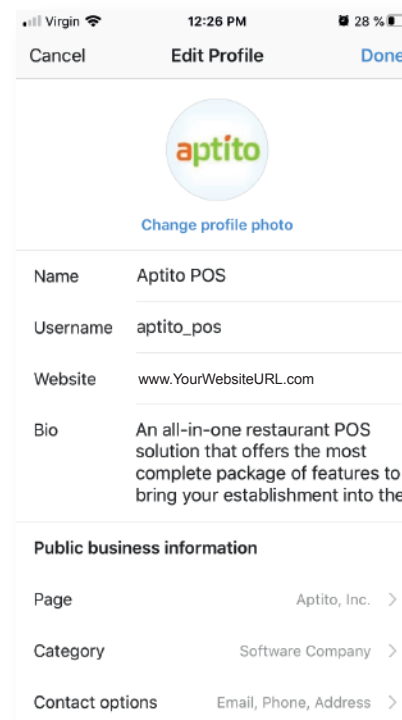 Virgin 12:26 PM 28 %
Cancel Edit Profile Done
aptito
Change profile photo
Name Aptito POS
Username aptito_pos
Website www.YourWebsiteURL.com
Bio An all-in-one restaurant POS
solution that offers the most
complete package of features to
bring your establishment into the
Public business information
Page Aptito, Inc.
Category Software Company
Contact options Email, Phone, Address